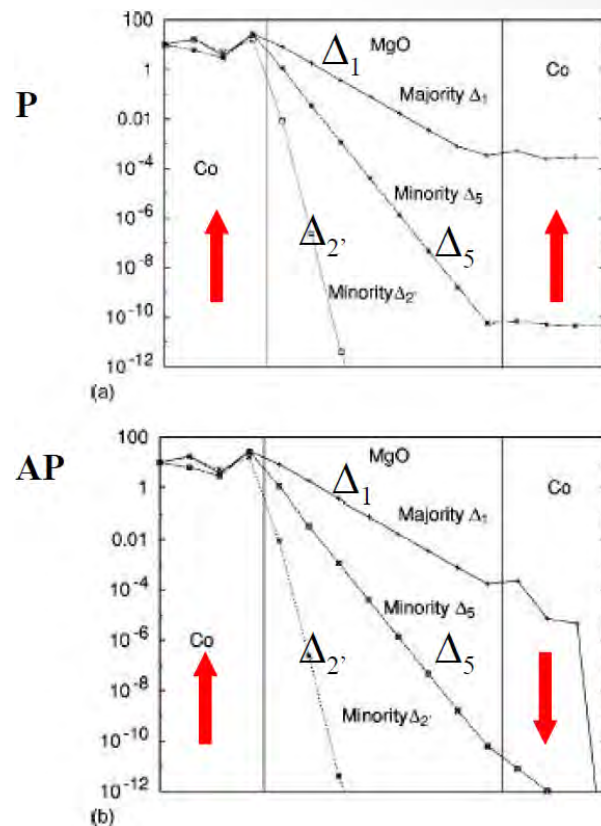 P
100
1
0.01
10^-4
10^-6
10^-8
10^-10
10^-12
(a)
Δ₁
MgO
Co
Majority Δ₁
Co
Minority Δ₅
Δ₂'
Δ₅
Minority Δ₂'
AP
100
1
0.01
10^-4
10^-6
10^-8
10^-10
10^-12
(b)
MgO
Δ₁
Co
Majority Δ₁
Minority Δ₅
Co
Δ₂'
Δ₅
Minority Δ₂'